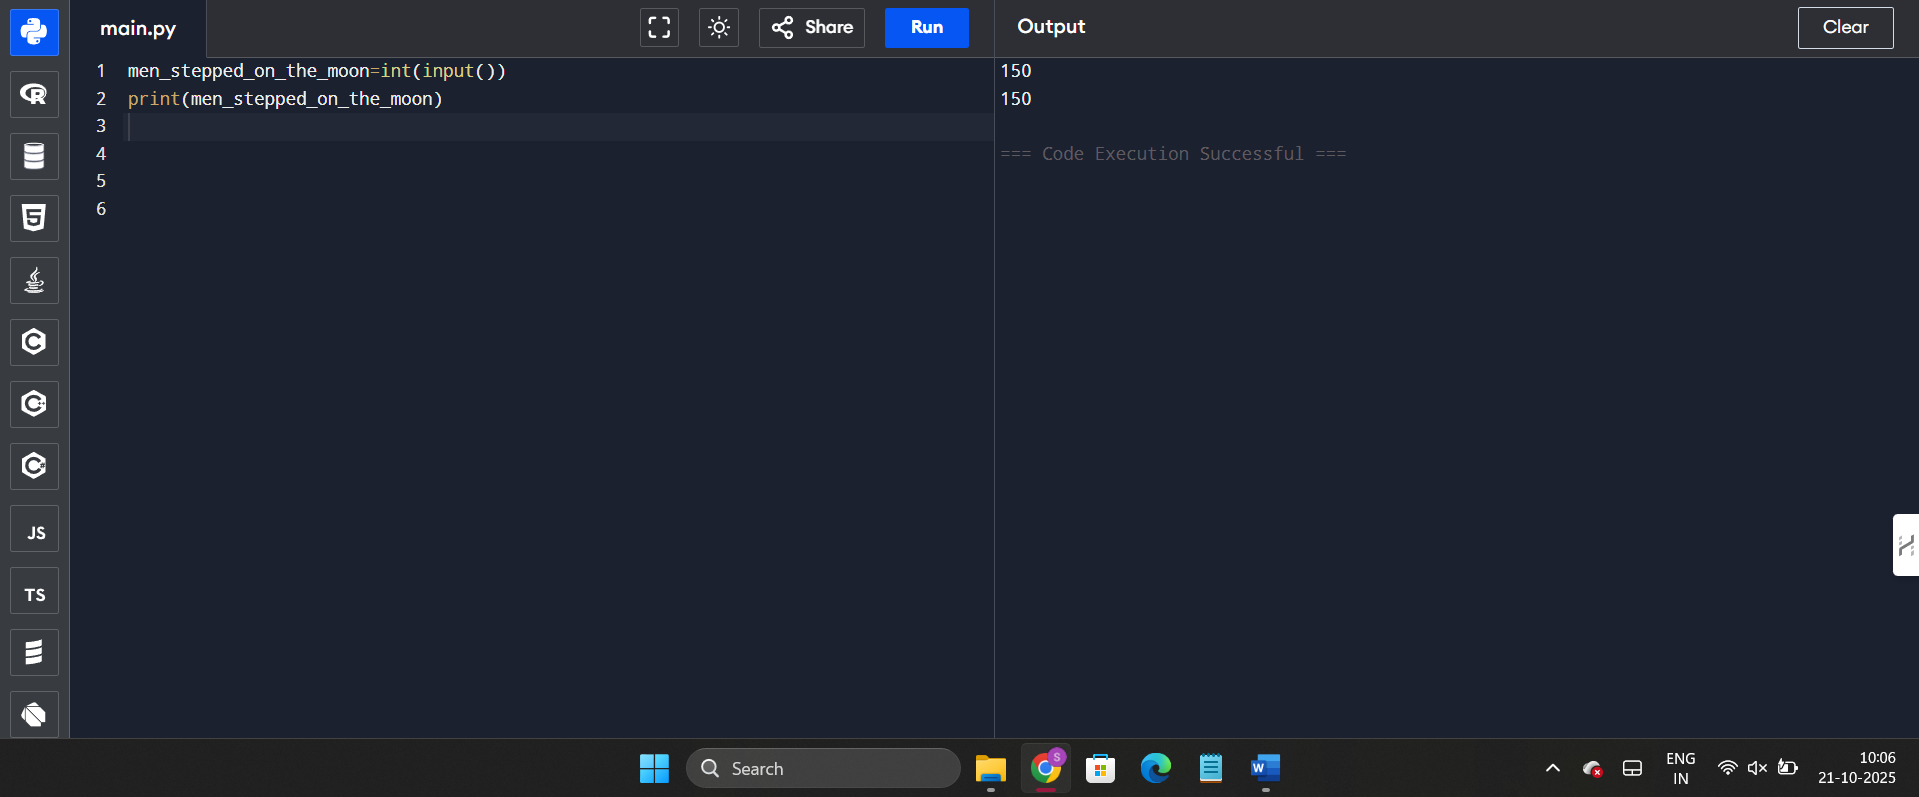 main.py
Share
Run
Output
Clear
1 men_stepped_on_the_moon=int(input())
2 print(men_stepped_on_the_moon)
3
4
5
6
150
150
=== Code Execution Successful ===
R
5
C
C++
C#
JS
TS
Search
S
W
ENG
IN
10:06
21-10-2025